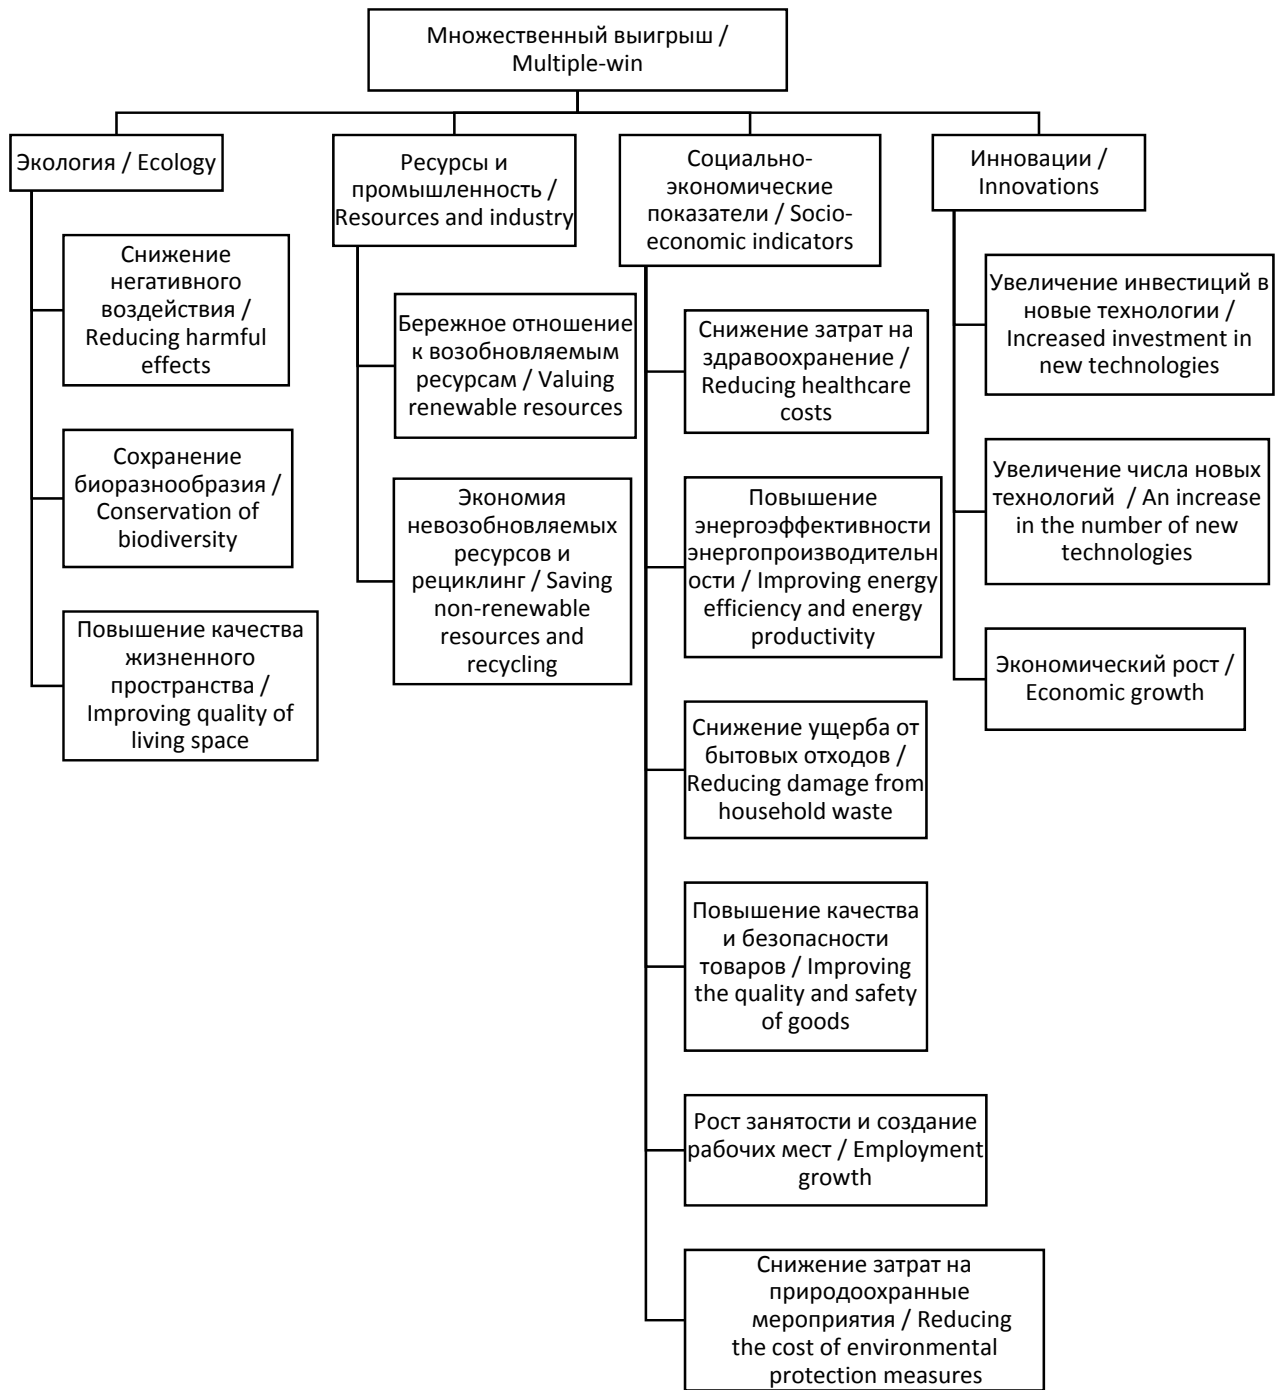 Множественный выигрыш /
Multiple-win
Экология / Ecology
Снижение
негативного
воздействия /
Reducing harmful
effects
Сохранение
биоразнообразия /
Conservation of
biodiversity
Повышение качества
жизненного
пространства /
Improving quality of
living space
Ресурсы и
промышленность /
Resources and industry
Бережное отношение
к возобновляемым
ресурсам / Valuing
renewable resources
Экономия
невозобновляемых
ресурсов и
рециклинг / Saving
non-renewable
resources and
recycling
Социально-
экономические
показатели / Socio-
economic indicators
Снижение затрат на
здравоохранение /
Reducing healthcare
costs
Повышение
энергоэффективности
энергопроизводительн
ости / Improving energy
efficiency and energy
productivity
Снижение ущерба от
бытовых отходов /
Reducing damage from
household waste
Повышение качества
и безопасности
товаров / Improving
the quality and safety
of goods
Рост занятости и создание
рабочих мест / Employment
growth
Снижение затрат на
природоохранные
мероприятия / Reducing
the cost of environmental
protection measures
Инновации /
Innovations
Увеличение инвестиций в
новые технологии /
Increased investment in
new technologies
Увеличение числа новых
технологий / An increase
in the number of new
technologies
Экономический рост /
Economic growth